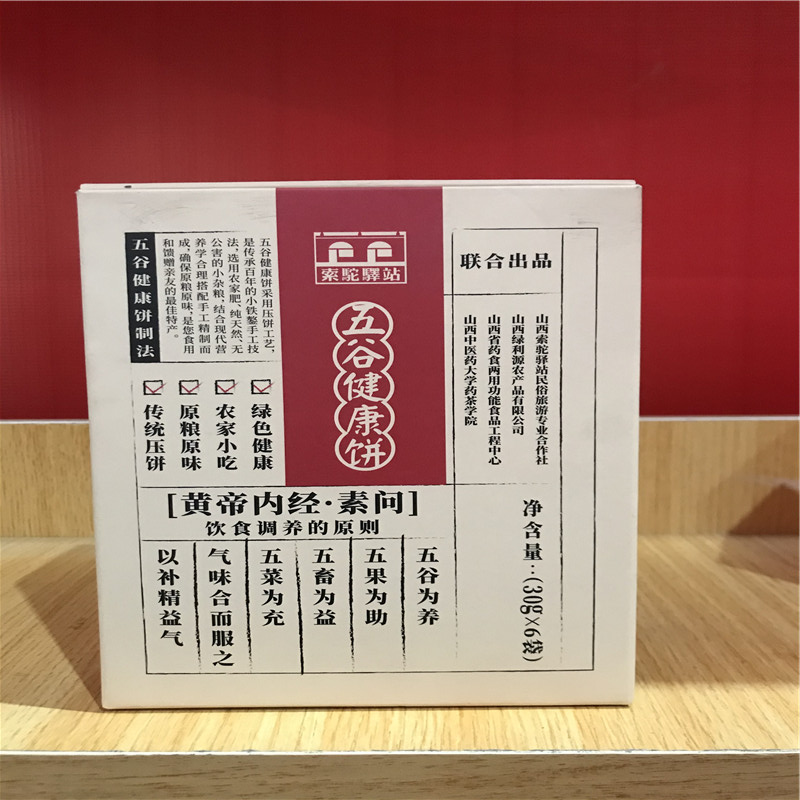 索駝驛站
五谷健康饼
五谷健康饼制法
五谷健康饼采用压饼工艺,
是传承百年的小铁鏊手工技
法,选用农家肥、纯天然、无
公害的小杂粮,结合现代营
养学合理搭配手工精制而
成,确保原粮原味,是您食用
和馈赠亲友的最佳特产。
绿色健康
农家小吃
原粮原味
传统压饼
联合出品
山西索驼驿站民俗旅游专业合作社
山西绿利源农产品有限公司
山西省药食两用功能食品工程中心
山西中医药大学药茶学院
[黄帝内经·素问]
饮食调养的原则
五谷为养
五果为助
五畜为益
五菜为充
气味合而服之
以补精益气
净含量:(30g×6袋)